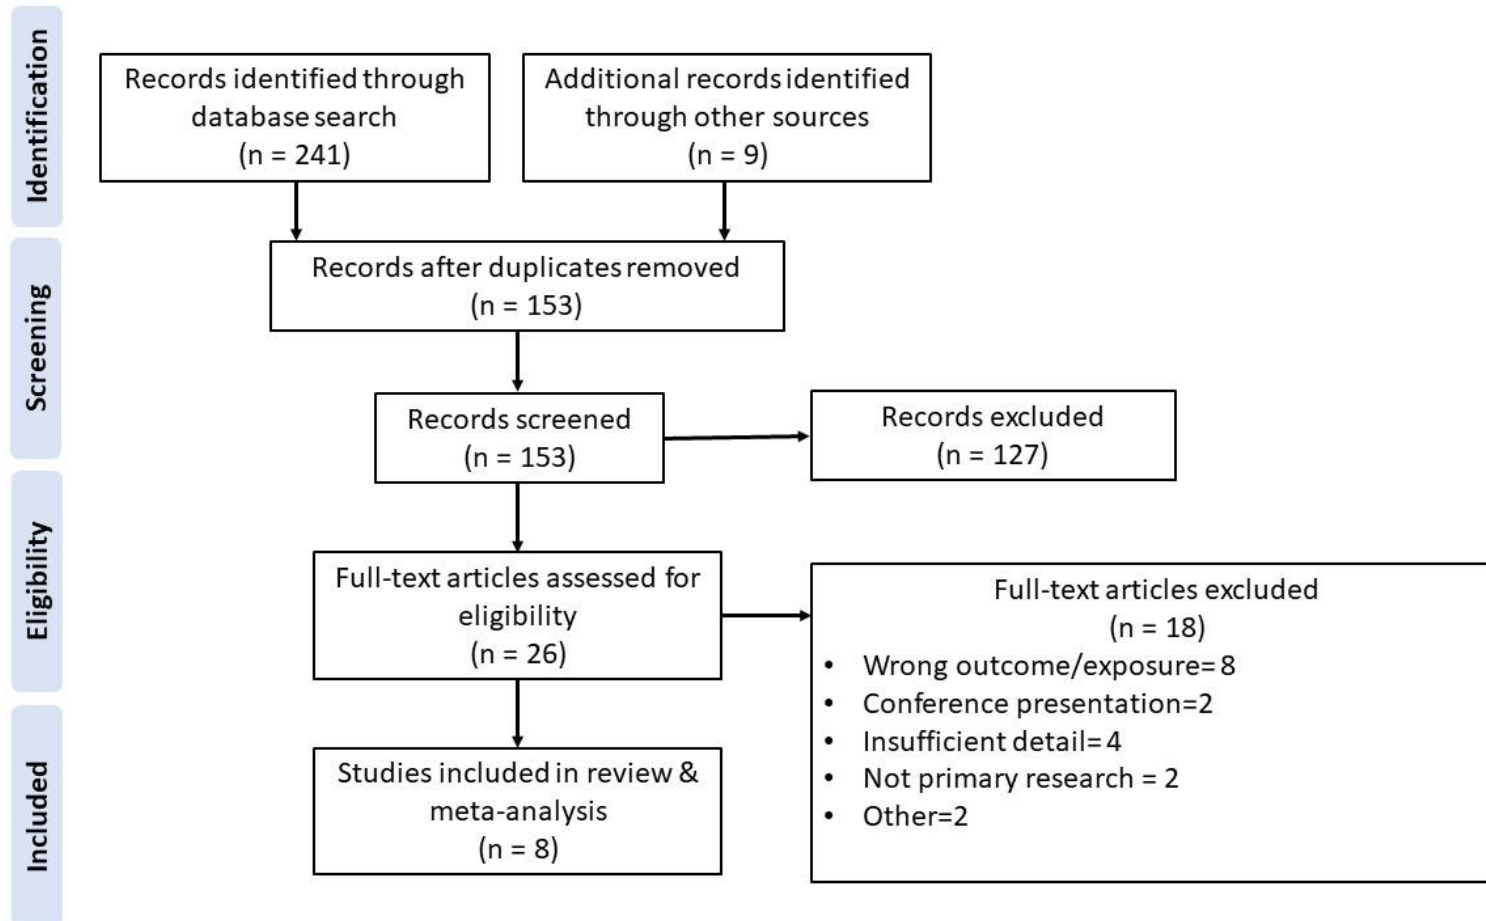 Identification
Records identified through
database search
(n = 241)
Additional records identified
through other sources
(n = 9)
Screening
Records after duplicates removed
(n = 153)
Records screened
(n = 153)
Records excluded
(n = 127)
Eligibility
Full-text articles assessed for
eligibility
(n = 26)
Full-text articles excluded
(n = 18)
• Wrong outcome/exposure= 8
• Conference presentation=2
• Insufficient detail=4
• Not primary research = 2
• Other=2
Included
Studies included in review &
meta-analysis
(n = 8)